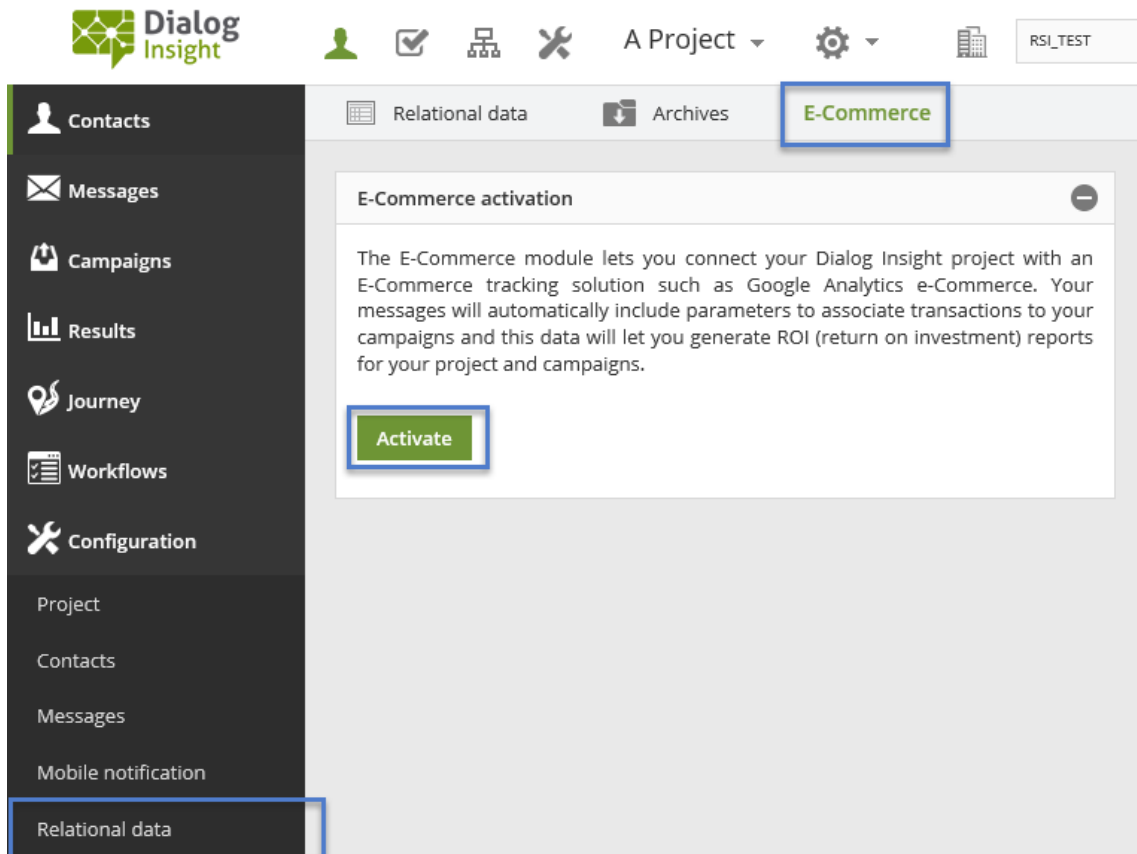 Dialog
Insight
A Project
RSI_TEST
Contacts
Messages
Campaigns
Results
Journey
Workflows
Configuration
Project
Contacts
Messages
Mobile notification
Relational data
Relational data
Archives
E-Commerce
E-Commerce activation
The E-Commerce module lets you connect your Dialog Insight project with an
E-Commerce tracking solution such as Google Analytics e-Commerce. Your
messages will automatically include parameters to associate transactions to your
campaigns and this data will let you generate ROI (return on investment) reports
for your project and campaigns.
Activate